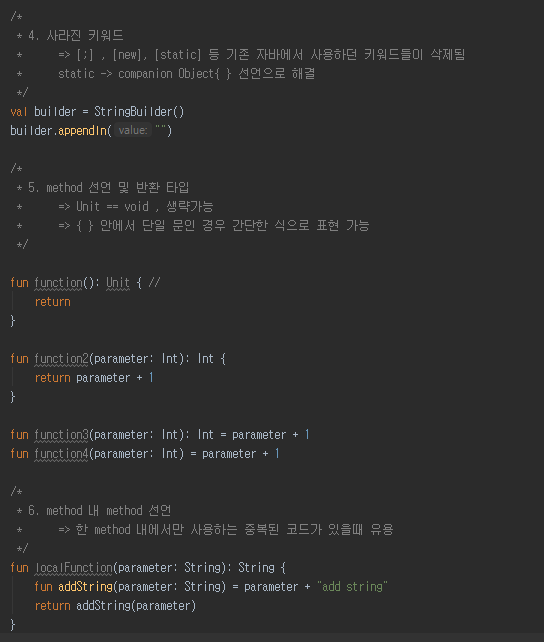 /*
 * 4. 사라진 키워드
 *     => [;] , [new], [static] 등 기존 자바에서 사용하던 키워드들이 삭제됨
 *     static -> companion Object{ } 선언으로 해결
 */
val builder = StringBuilder()
builder.appendln( value: "")
/*
 * 5. method 선언 및 반환 타입
 *     => Unit == void , 생략가능
 *     => { } 안에서 단일 문인 경우 간단한 식으로 표현 가능
 */
fun function(): Unit { //
    return
}
fun function2(parameter: Int): Int {
    return parameter + 1
}
fun function3(parameter: Int): Int = parameter + 1
fun function4(parameter: Int) = parameter + 1
/*
 * 6. method 내 method 선언
 *     => 한 method 내에서만 사용하는 중복된 코드가 있을떄 유용
 */
fun localFunction(parameter: String): String {
    fun addString(parameter: String) = parameter + "add string"
    return addString(parameter)
}